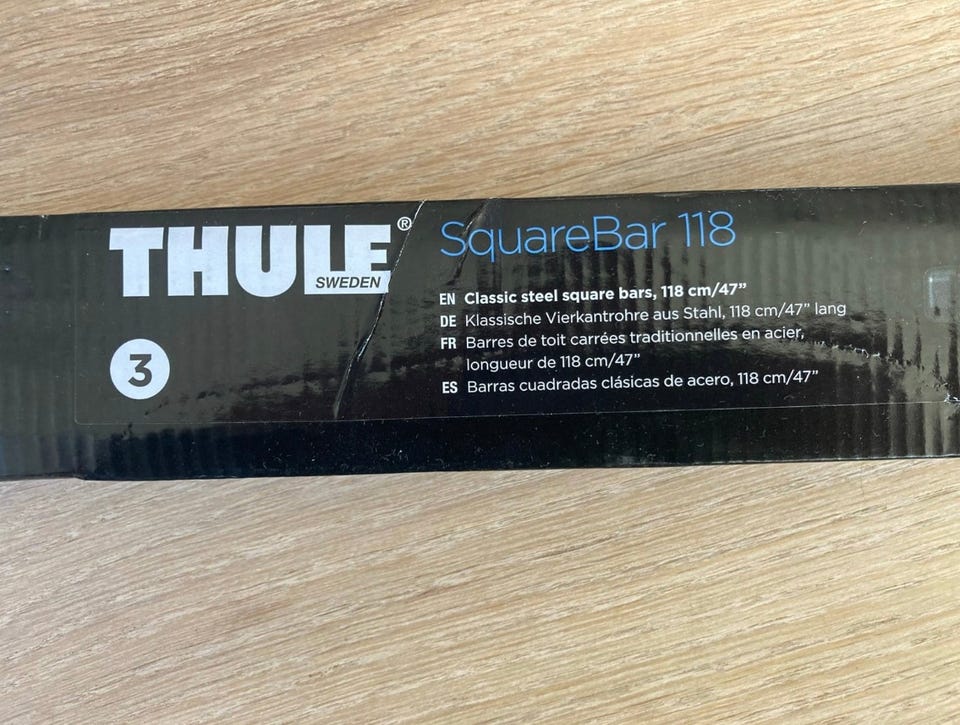 THULE®
SWEDEN
3
SquareBar 118
EN Classic steel square bars, 118 cm/47”
DE Klassische Vierkantrohre aus Stahl, 118 cm/47” lang
FR Barres de toit carrées traditionnelles en acier,
longueur de 118 cm/47”
ES Barras cuadradas clásicas de acero, 118 cm/47”